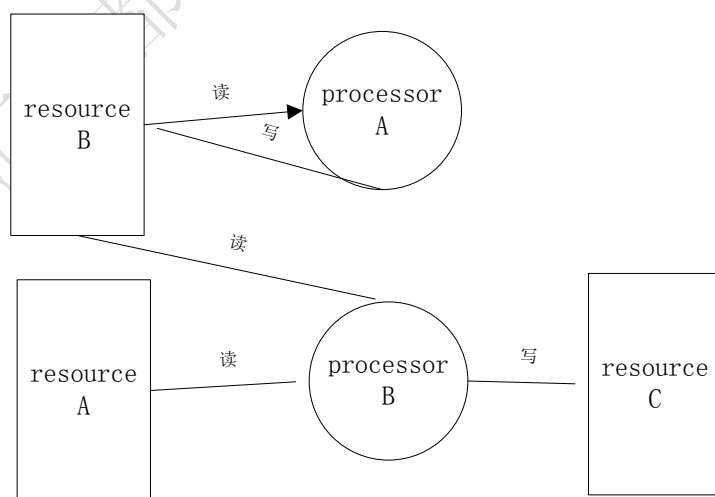 resource
B
读
processor
A
写
读
resource
A
读
processor
B
写
resource
C